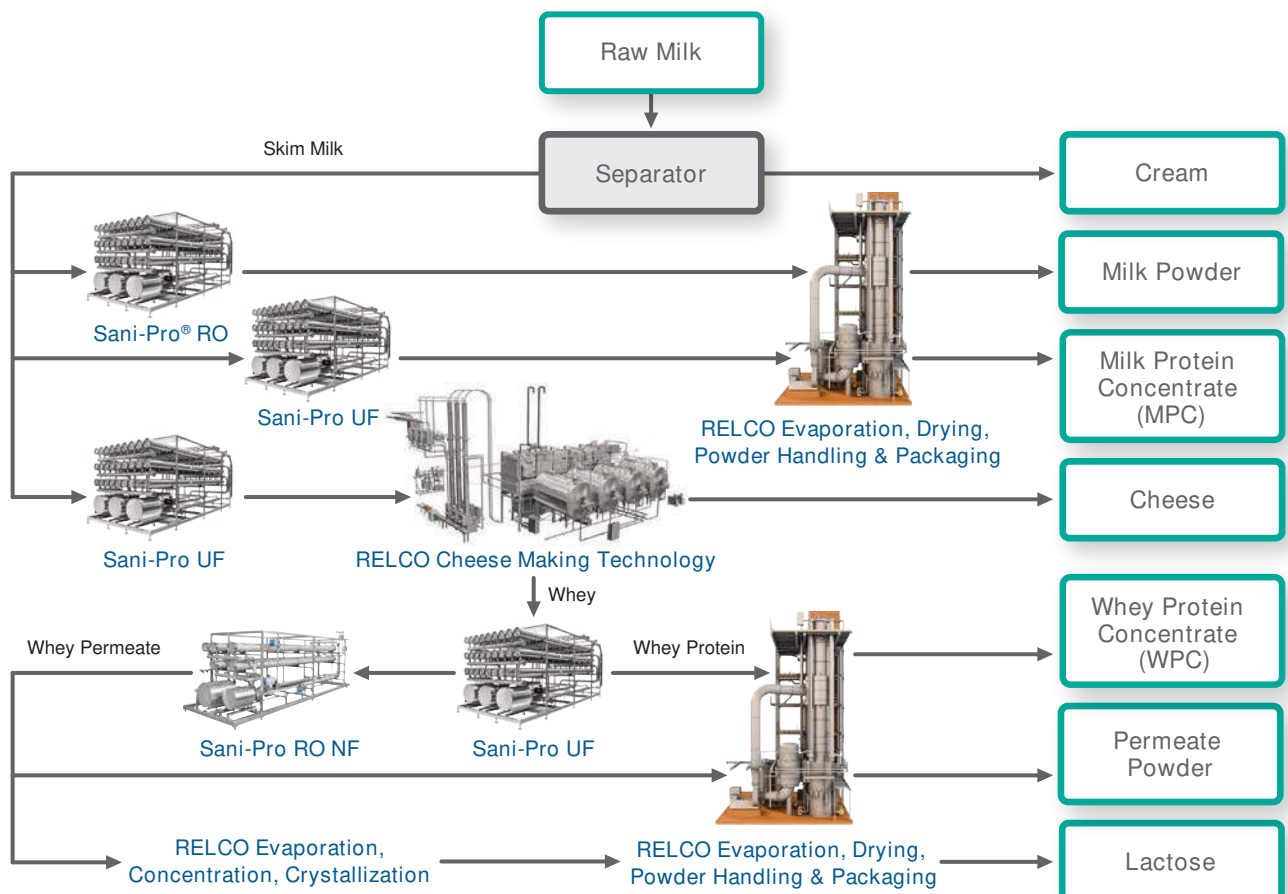 Raw Milk
Skim Milk
Separator
Cream
Milk Powder
Sani-Pro® RO
Milk Protein
Concentrate
(MPC)
Sani-Pro UF
RELCO Evaporation, Drying,
Powder Handling & Packaging
Cheese
Sani-Pro UF
RELCO Cheese Making Technology
Whey
Whey Protein
Concentrate
(WPC)
Whey Permeate
Whey Protein
Sani-Pro RO NF
Sani-Pro UF
Permeate
Powder
RELCO Evaporation,
Concentration, Crystallization
RELCO Evaporation, Drying,
Powder Handling & Packaging
Lactose